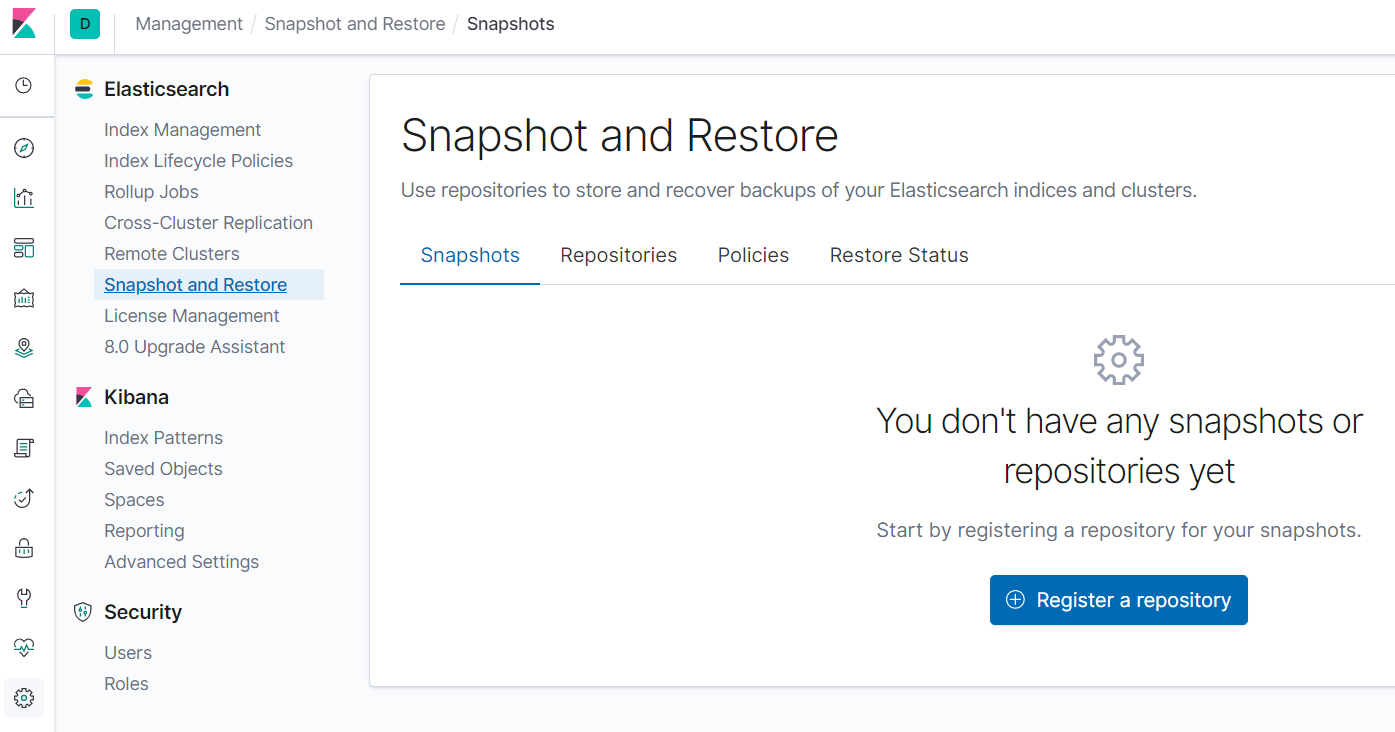 D
Management / Snapshot and Restore / Snapshots
Elasticsearch
Index Management
Index Lifecycle Policies
Rollup Jobs
Cross-Cluster Replication
Remote Clusters
Snapshot and Restore
License Management
8.0 Upgrade Assistant
Kibana
Index Patterns
Saved Objects
Spaces
Reporting
Advanced Settings
Security
Users
Roles
Snapshot and Restore
Use repositories to store and recover backups of your Elasticsearch indices and clusters.
Snapshots Repositories Policies Restore Status
You don't have any snapshots or
repositories yet
Start by registering a repository for your snapshots.
Register a repository